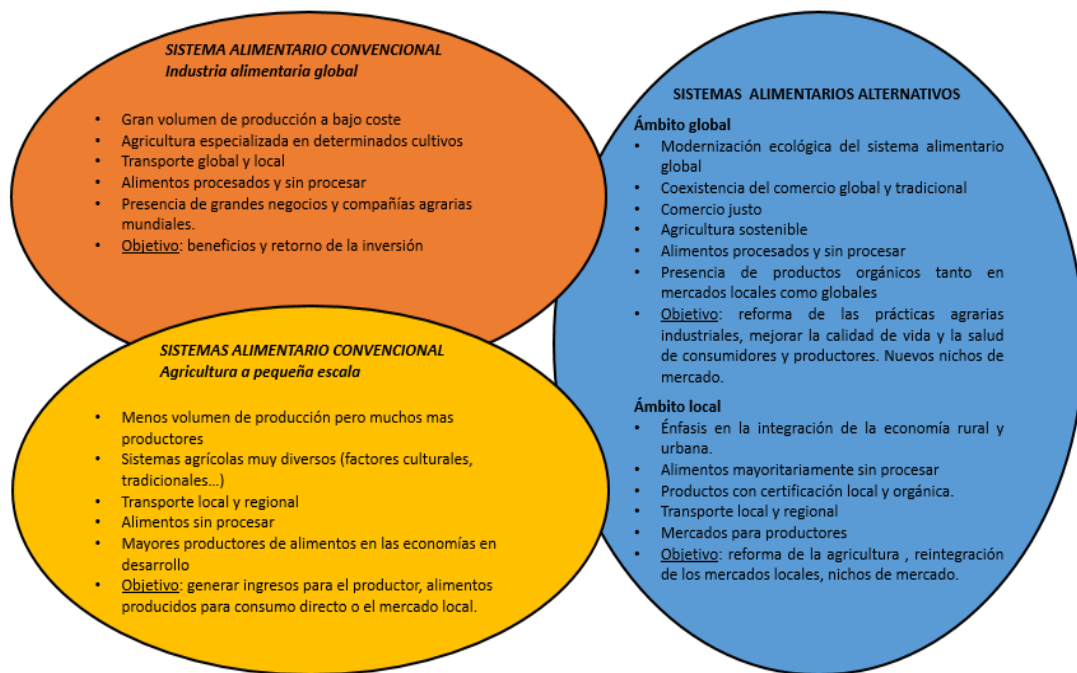 SISTEMA ALIMENTARIO CONVENCIONAL
Industria alimentaria global
• Gran volumen de producción a bajo coste
• Agricultura especializada en determinados cultivos
• Transporte global y local
• Alimentos procesados y sin procesar
• Presencia de grandes negocios y compañías agrarias
mundiales.
• Objetivo: beneficios y retorno de la inversión
SISTEMAS ALIMENTARIO CONVENCIONAL
Agricultura a pequeña escala
• Menos volumen de producción pero muchos mas
productores
• Sistemas agrícolas muy diversos (factores culturales,
tradicionales…)
• Transporte local y regional
• Alimentos sin procesar
• Mayores productores de alimentos en las economías en
desarrollo
• Objetivo: generar ingresos para el productor, alimentos
producidos para consumo directo o el mercado local.
SISTEMAS ALIMENTARIOS ALTERNATIVOS
Ámbito global
• Modernización ecológica del sistema alimentario
global
• Coexistencia del comercio global y tradicional
• Comercio justo
• Agricultura sostenible
• Alimentos procesados y sin procesar
• Presencia de productos orgánicos tanto en
mercados locales como globales
• Objetivo: reforma de las prácticas agrarias
industriales, mejorar la calidad de vida y la salud
de consumidores y productores. Nuevos nichos de
mercado.
Ámbito local
• Énfasis en la integración de la economía rural y
urbana.
• Alimentos mayoritariamente sin procesar
• Productos con certificación local y orgánica.
• Transporte local y regional
• Mercados para productores
• Objetivo: reforma de la agricultura , reintegración
de los mercados locales, nichos de mercado.